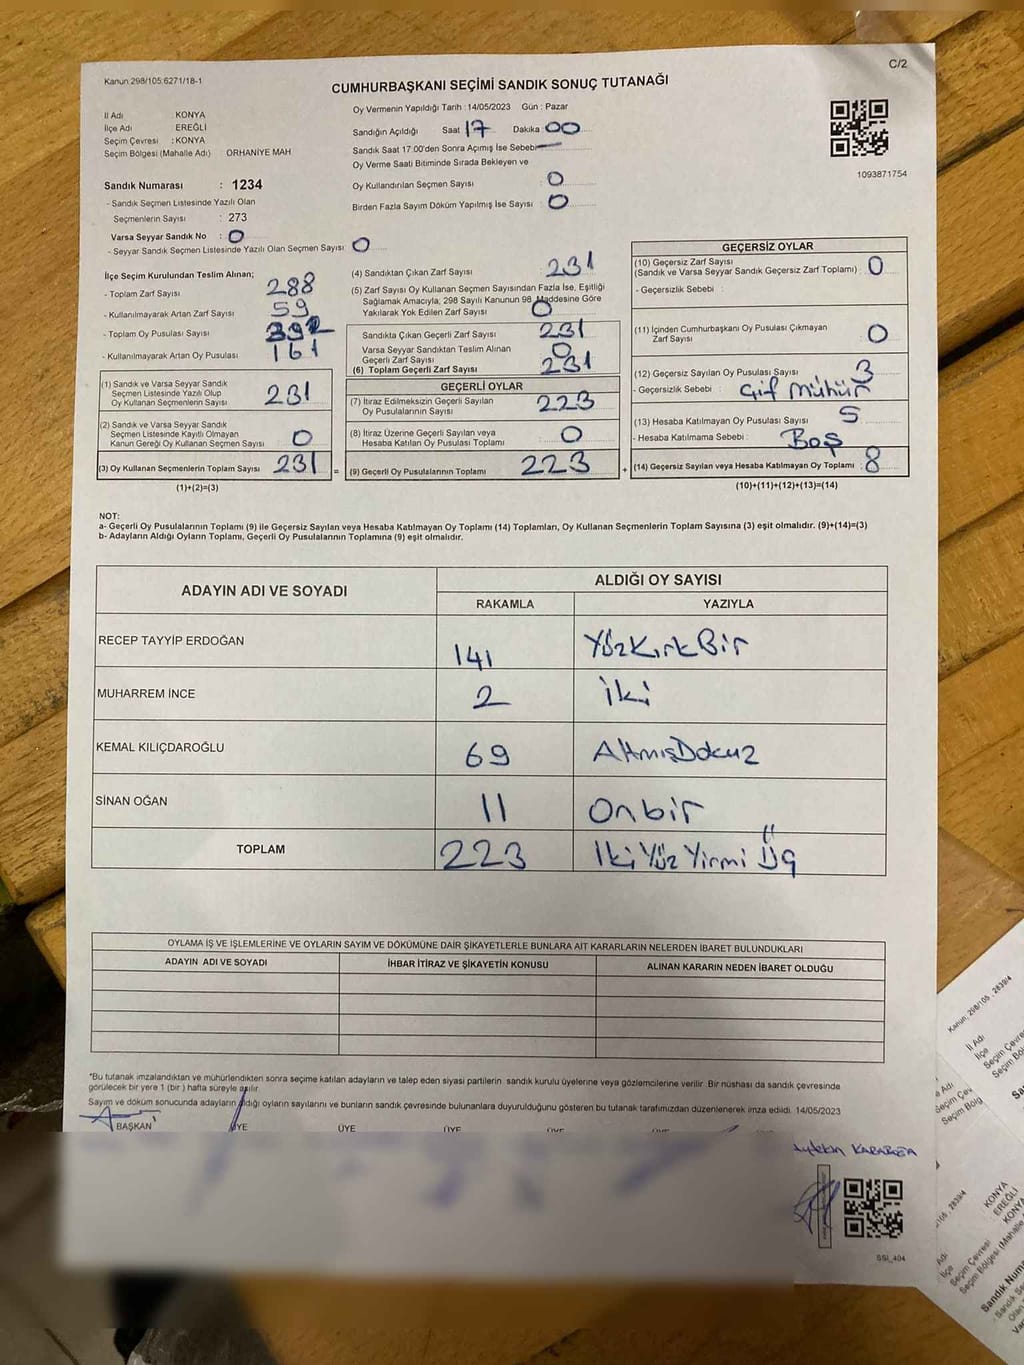 Kanun 298/105 6271/18-1
C/2
CUMHURBAŞKANI SEÇİMİ SANDIK SONUÇ TUTANAĞI
İl Adı : KONYA
İlçe Adı : EREĞLİ
Seçim Çevresi : KONYA
Seçim Bölgesi (Mahalle Adı) : ORHANİYE MAH
Sandık Numarası : 1234
- Sandık Seçmen Listesinde Yazılı Olan
Seçmenlerin Sayısı : 273
Varsa Seyyar Sandık No : 0
- Seyyar Sandık Seçmen Listesinde Yazılı Olan Seçmen Sayısı : 0
Oy Vermenin Yapıldığı Tarih : 14/05/2023 Gün : Pazar
Sandığın Açıldığı Saat 17 Dakika : 00
Sandık Saat 17.00'den Sonra Açımış İse Sebebi
Oy Verme Saati Bitiminde Sırada Bekleyen ve
Oy Kullandırılan Seçmen Sayısı : 0
Birden Fazla Sayım Döküm Yapılmış İse Sayısı : 0
1093871754
İlçe Seçim Kurulundan Teslim Alınan;
- Toplam Zarf Sayısı 288
- Kullanılmayarak Artan Zarf Sayısı 59
- Toplam Oy Pusulası Sayısı 392
- Kullanılmayarak Artan Oy Pusulası 161
(1) Sandık ve Varsa Seyyar Sandık
Seçmen Listesinde Yazılı Olup
Oy Kullanan Seçmenlerin Sayısı 231
(2) Sandık ve Varsa Seyyar Sandık
Seçmen Listesinde Kayıtlı Olmayan
Kanun Gereği Oy Kullanan Seçmen Sayısı 0
(3) Oy Kullanan Seçmenlerin Toplam Sayısı 231 =
(1)+(2)=(3)
(4) Sandıktan Çıkan Zarf Sayısı 231
(5) Zarf Sayısı Oy Kullanan Seçmen Sayısından Fazla İse, Eşitliği
Sağlamak Amacıyla, 298 Sayılı Kanunun 98. Maddesine Göre
Yakılarak Yok Edilen Zarf Sayısı 0
Sandıkta Çıkan Geçerli Zarf Sayısı 231
Varsa Seyyar Sandıktan Teslim Alınan
Geçerli Zarf Sayısı 0
(6) Toplam Geçerli Zarf Sayısı 231
GEÇERLİ OYLAR
(7) İtiraz Edilmeksizin Geçerli Sayılan
Oy Pusulalarının Sayısı 223
(8) İtiraz Üzerine Geçerli Sayılan veya
Hesaba Katılan Oy Pusulası Toplamı 0
(9) Geçerli Oy Pusulalarının Toplamı 223 +
GEÇERSİZ OYLAR
(10) Geçersiz Zarf Sayısı
(Sandık ve Varsa Seyyar Sandık Geçersiz Zarf Toplamı) : 0
- Geçersizlik Sebebi :
(11) İçinden Cumhurbaşkanı Oy Pusulası Çıkmayan
Zarf Sayısı : 0
(12) Geçersiz Sayılan Oy Pusulası Sayısı : 3
- Geçersizlik Sebebi : Çif Mühür
(13) Hesaba Katılmayan Oy Pusulası Sayısı : 5
- Hesaba Katılmama Sebebi : Boş
(14) Geçersiz Sayılan veya Hesaba Katılmayan Oy Toplamı : 8
(10)+(11)+(12)+(13)=(14)
NOT:
a- Geçerli Oy Pusulalarının Toplamı (9) ile Geçersiz Sayılan veya Hesaba Katılmayan Oy Toplamı (14) Toplamları, Oy Kullanan Seçmenlerin Toplam Sayısına (3) eşit olmalıdır. (9)+(14)=(3)
b- Adayların Aldığı Oyların Toplamı, Geçerli Oy Pusulalarının Toplamına (9) eşit olmalıdır.
ADAYIN ADI VE SOYADI ALDIĞI OY SAYISI
RAKAMLA YAZIYLA
RECEP TAYYİP ERDOĞAN 141 YüzKırkBir
MUHARREM İNCE 2 İki
KEMAL KILIÇDAROĞLU 69 AltmışDokuz
SİNAN OĞAN 11 Onbir
TOPLAM 223 İki Yüz Yirmi Üç
OYLAMA İŞ VE İŞLEMLERİNE VE OYLARIN SAYIM VE DÖKÜMÜNE DAİR ŞİKAYETLERLE BUNLARA AİT KARARLARIN NELERDEN İBARET BULUNDUKLARI
ADAYIN ADI VE SOYADI İHBAR İTİRAZ VE ŞİKAYETİN KONUSU ALINAN KARARIN NEDEN İBARET OLDUĞU
*Bu tutanak imzalandıktan ve mühürlendikten sonra seçime katılan adayların ve talep eden siyasi partilerin sandık kurulu üyelerine veya gözlemcilerine verilir. Bir nüshası da sandık çevresinde
görülecek bir yere 1 (bir) hafta süreyle asılır.
Sayım ve döküm sonucunda adayların aldığı oyların sayılarını ve bunların sandık çevresinde bulunanlara duyurulduğunu gösteren bu tutanak tarafımızdan düzenlenerek imza edildi. 14/05/2023
BAŞKAN ÜYE ÜYE ÜYE ÜYE ÜYE
Kanun 298/105, 2839/4
İl Adı
İlçe
Seçim Çevre
KONYA
EREĞLİ
KONYA
Seçim Çevresi
Seçim Bölgesi (Mahalle
Sandık Num